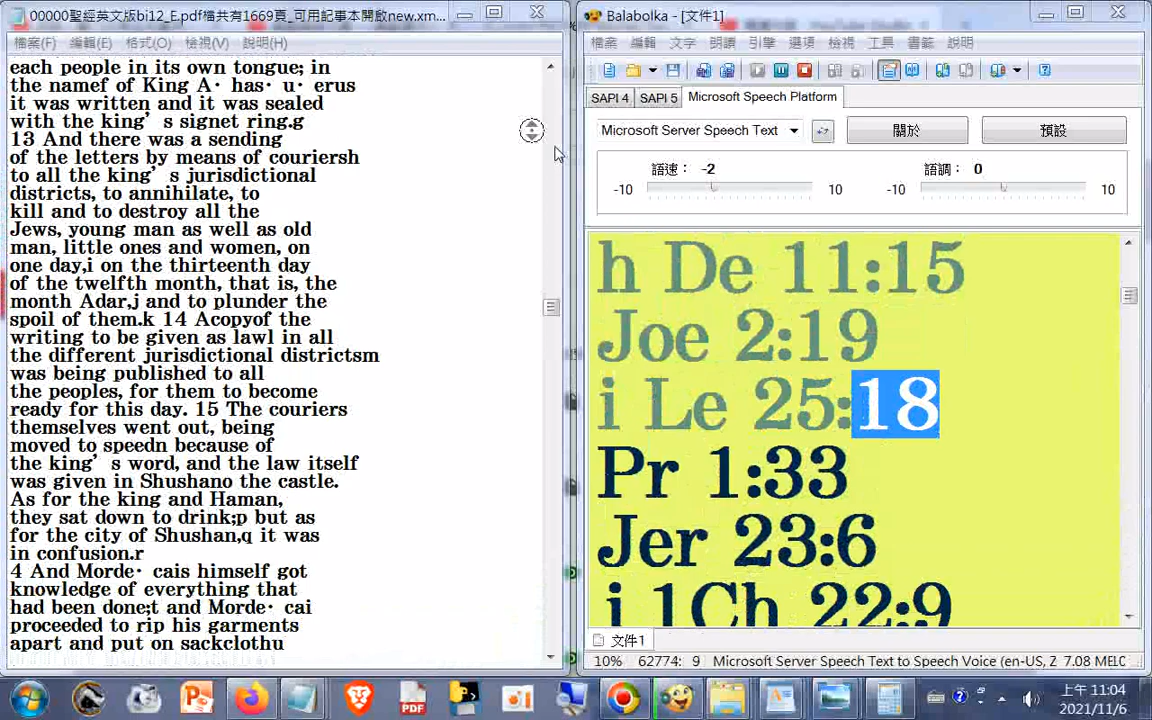 00000聖經英文版bi12_E.pdf檔共有1669頁_可用記事本開啟new.xm...
檔案(F) 編輯(E) 格式(O) 檢視(V) 說明(H)
each people in its own tongue; in
the namef of King A· has· u· erus
it was written and it was sealed
with the king’s signet ring.g
13 And there was a sending
of the letters by means of couriersh
to all the king’s jurisdictional
districts, to annihilate, to
kill and to destroy all the
Jews, young man as well as old
man, little ones and women, on
one day,i on the thirteenth day
of the twelfth month, that is, the
month Adar,j and to plunder the
spoil of them.k 14 Acopyof the
writing to be given as lawl in all
the different jurisdictional districtsm
was being published to all
the peoples, for them to become
ready for this day. 15 The couriers
themselves went out, being
moved to speedn because of
the king’s word, and the law itself
was given in Shushano the castle.
As for the king and Haman,
they sat down to drink;p but as
for the city of Shushan,q it was
in confusion.r
4 And Morde· cais himself got
knowledge of everything that
had been done;t and Morde· cai
proceeded to rip his garments
apart and put on sackclothu
Balabolka - [文件1]
檔案 編輯 文字 朗讀 引擎 選項 檢視 工具 書籤 說明
SAPI 4 SAPI 5 Microsoft Speech Platform
Microsoft Server Speech Text 關於 預設
語速: -2 語調: 0
-10 10 -10 10
h De 11:15
Joe 2:19
i Le 25:18
Pr 1:33
Jer 23:6
i 1Ch 22:9
文件1
10% 62774: 9 Microsoft Server Speech Text to Speech Voice (en-US, Z 7.08 MELC
PDF
上午 11:04
2021/11/6